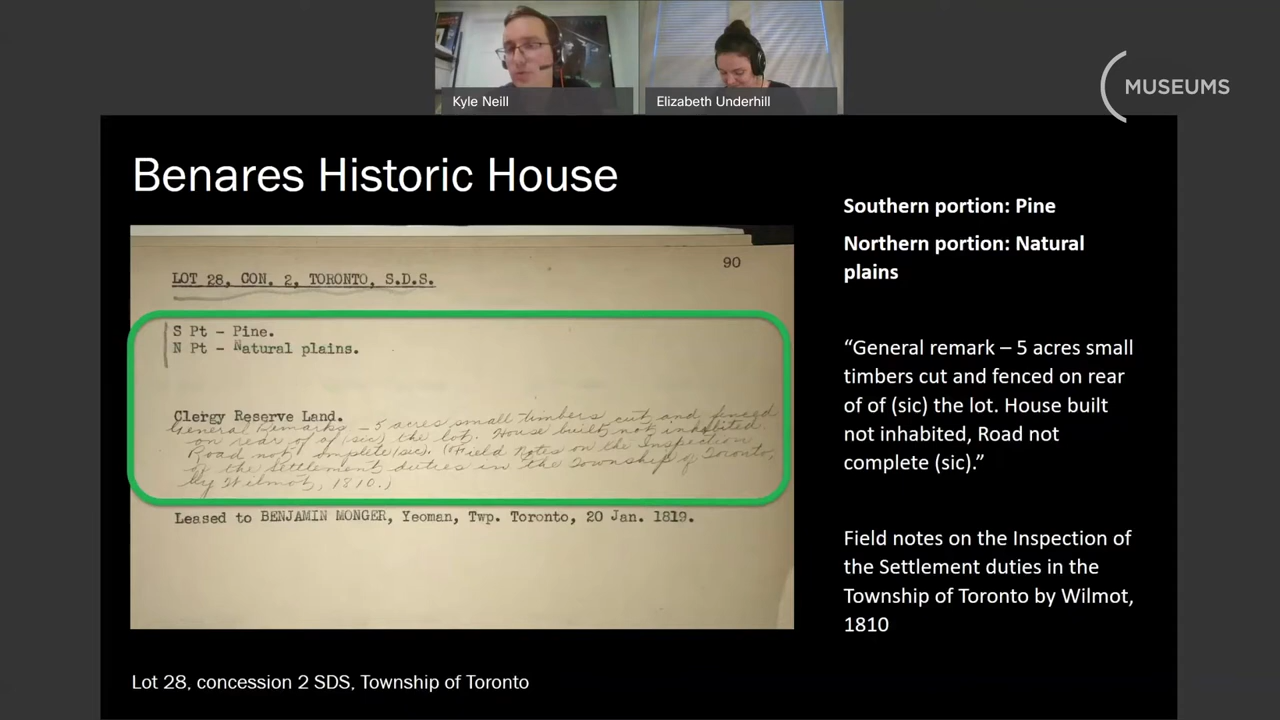 Kyle Neill
Elizabeth Underhill
MUSEUMS
Benares Historic House
90
LOT 28, CON. 2, TORONTO, S.D.S.
S Pt - Pine.
N Pt - Natural plains.
Clergy Reserve Land.
General Remarks - 5 acres small timbers cut and fenced
on rear of of (sic) the lot. House built, not inhabited.
Road not omplete (sic). (Field Notes on the Inspection
of the Settlement duties in the Township of Toronto,
by Wilmot, 1810.)
Leased to BENJAMIN MONGER, Yeoman, Twp. Toronto, 20 Jan. 1819.
Lot 28, concession 2 SDS, Township of Toronto
Southern portion: Pine
Northern portion: Natural
plains
“General remark – 5 acres small
timbers cut and fenced on rear
of of (sic) the lot. House built
not inhabited, Road not
complete (sic).”
Field notes on the Inspection of
the Settlement duties in the
Township of Toronto by Wilmot,
1810